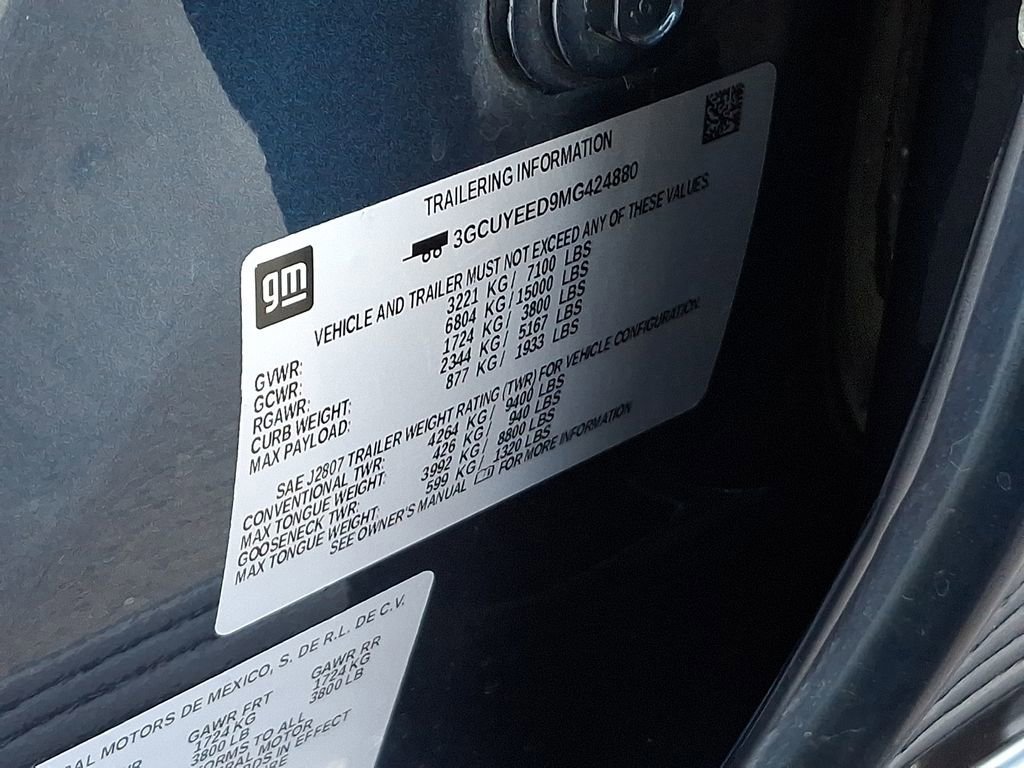 TRAILERING INFORMATION
3GCUYEED9MG424880
gm
VEHICLE AND TRAILER MUST NOT EXCEED ANY OF THESE VALUES
GVWR: 3221 KG/ 7100 LBS
GCWR: 6804 KG/15000 LBS
RGAWR: 1724 KG/ 3800 LBS
CURB WEIGHT: 2344 KG/ 5167 LBS
MAX PAYLOAD: 877 KG/ 1933 LBS
SAE J2807 TRAILER WEIGHT RATING (TWR) FOR VEHICLE CONFIGURATION
CONVENTIONAL TWR: 4264 KG/ 9400 LBS
MAX TONGUE WEIGHT: 426 KG/ 940 LBS
GOOSENECK TWR: 3992 KG/ 8800 LBS
MAX TONGUE WEIGHT: 599 KG/ 1320 LBS
SEE OWNER'S MANUAL FOR MORE INFORMATION
MOTORS DE MEXICO, S. DE R.L. DE C.V.
GAWR FRT GAWR RR
1724 KG 1724 KG
3800 LB 3800 LB
TO ALL
MOTOR
IN EFFECT